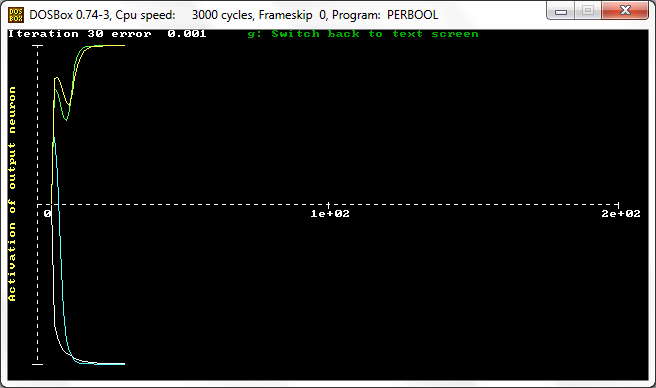 DOSBox 0.74-3, Cpu speed: 3000 cycles, Frameskip 0, Program: PERBOOL
Iteration 30 error 0.001 g: Switch back to text screen
Activation of output neuron
0 1e+02 2e+02